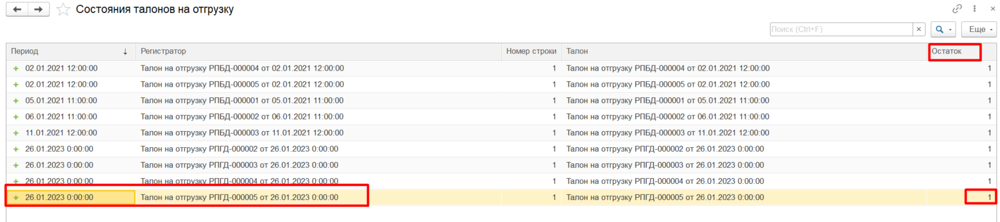 Состояния талонов на отгрузку
Поиск (Ctrl+F) × Еще
Период ↓ Регистратор Номер строки Талон Остаток
+ 02.01.2021 12:00:00 Талон на отгрузку РПБД-000004 от 02.01.2021 12:00:00 1 Талон на отгрузку РПБД-000004 от 02.01.2021 12:00:00 1
+ 02.01.2021 12:00:00 Талон на отгрузку РПБД-000005 от 02.01.2021 12:00:00 1 Талон на отгрузку РПБД-000005 от 02.01.2021 12:00:00 1
+ 05.01.2021 11:00:00 Талон на отгрузку РПБД-000001 от 05.01.2021 11:00:00 1 Талон на отгрузку РПБД-000001 от 05.01.2021 11:00:00 1
+ 06.01.2021 11:00:00 Талон на отгрузку РПБД-000002 от 06.01.2021 11:00:00 1 Талон на отгрузку РПБД-000002 от 06.01.2021 11:00:00 1
+ 11.01.2021 12:00:00 Талон на отгрузку РПБД-000003 от 11.01.2021 12:00:00 1 Талон на отгрузку РПБД-000003 от 11.01.2021 12:00:00 1
+ 26.01.2023 0:00:00 Талон на отгрузку РПГД-000002 от 26.01.2023 0:00:00 1 Талон на отгрузку РПГД-000002 от 26.01.2023 0:00:00 1
+ 26.01.2023 0:00:00 Талон на отгрузку РПГД-000003 от 26.01.2023 0:00:00 1 Талон на отгрузку РПГД-000003 от 26.01.2023 0:00:00 1
+ 26.01.2023 0:00:00 Талон на отгрузку РПГД-000004 от 26.01.2023 0:00:00 1 Талон на отгрузку РПГД-000004 от 26.01.2023 0:00:00 1
+ 26.01.2023 0:00:00 Талон на отгрузку РПГД-000005 от 26.01.2023 0:00:00 1 Талон на отгрузку РПГД-000005 от 26.01.2023 0:00:00 1